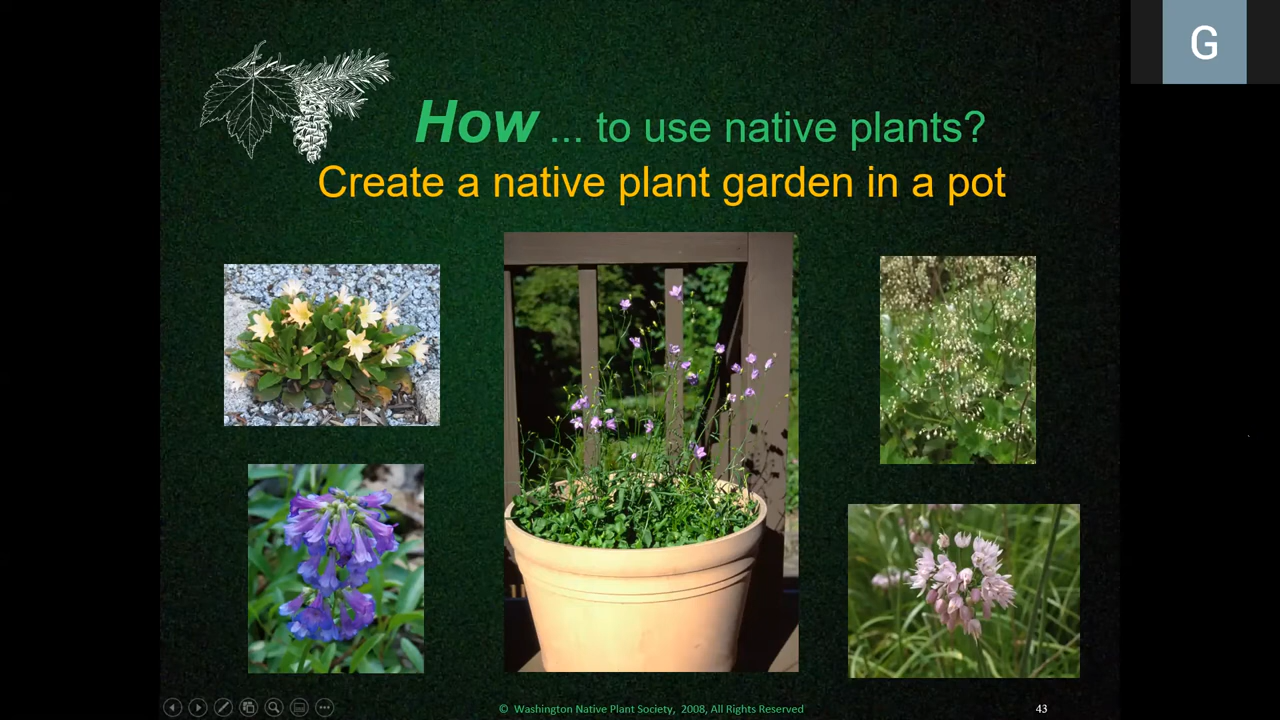 G
How ... to use native plants?
Create a native plant garden in a pot
© Washington Native Plant Society, 2008, All Rights Reserved
43